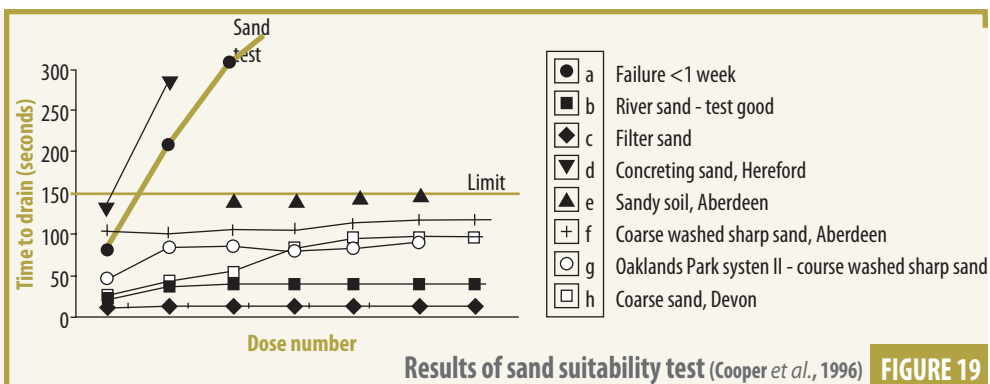 Sand
test
300
250
200
150
100
50
0
Time to drain (seconds)
Limit
Dose number
a Failure <1 week
b River sand - test good
c Filter sand
d Concreting sand, Hereford
e Sandy soil, Aberdeen
f Coarse washed sharp sand, Aberdeen
g Oaklands Park systen II - course washed sharp sand
h Coarse sand, Devon
Results of sand suitability test (Cooper et al., 1996) FIGURE 19